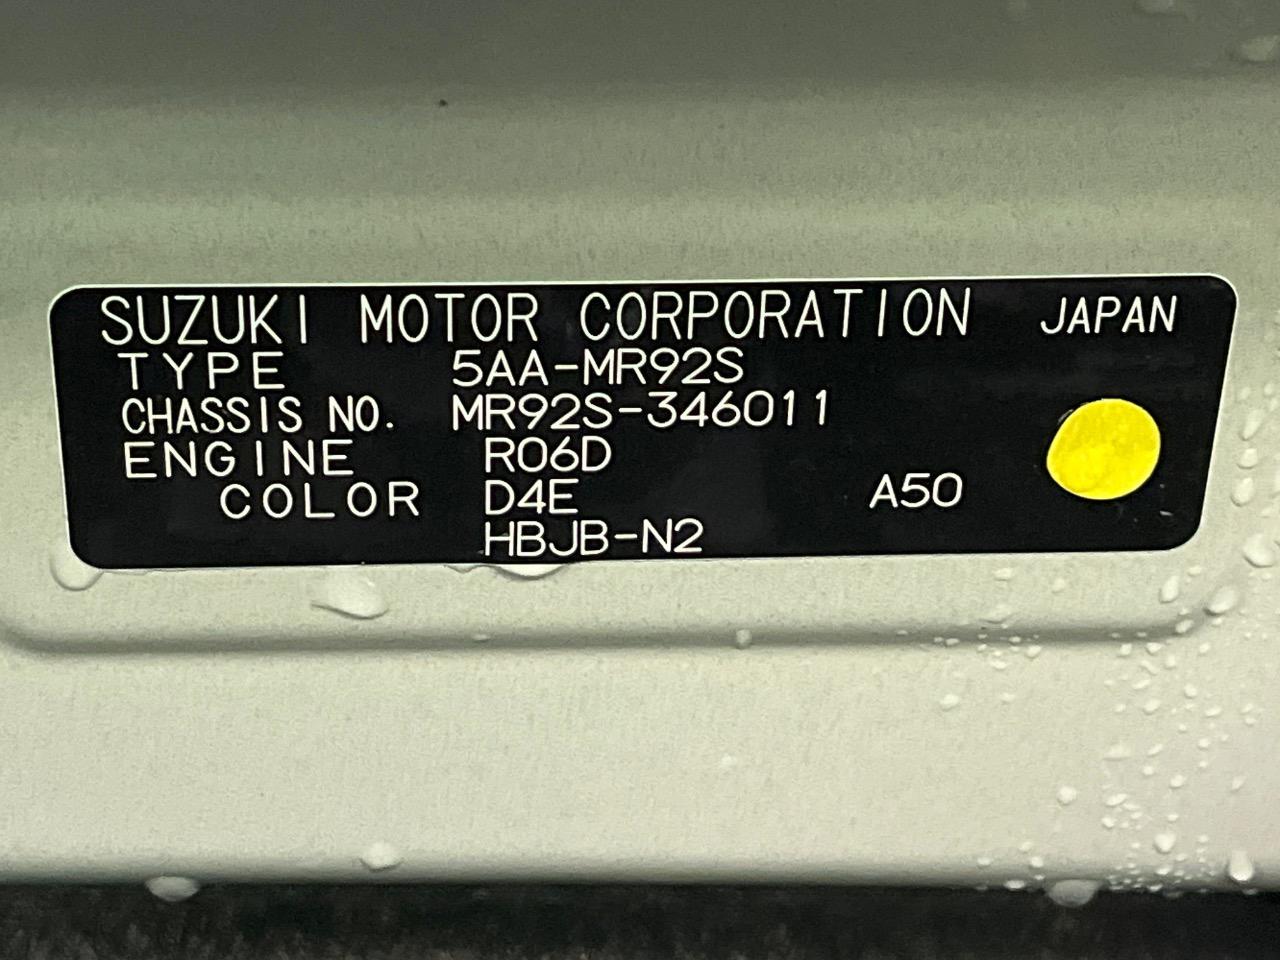 SUZUKI MOTOR CORPORATION JAPAN
TYPE 5AA-MR92S
CHASSIS NO. MR92S-346011
ENGINE R06D
COLOR D4E A50
HBJB-N2